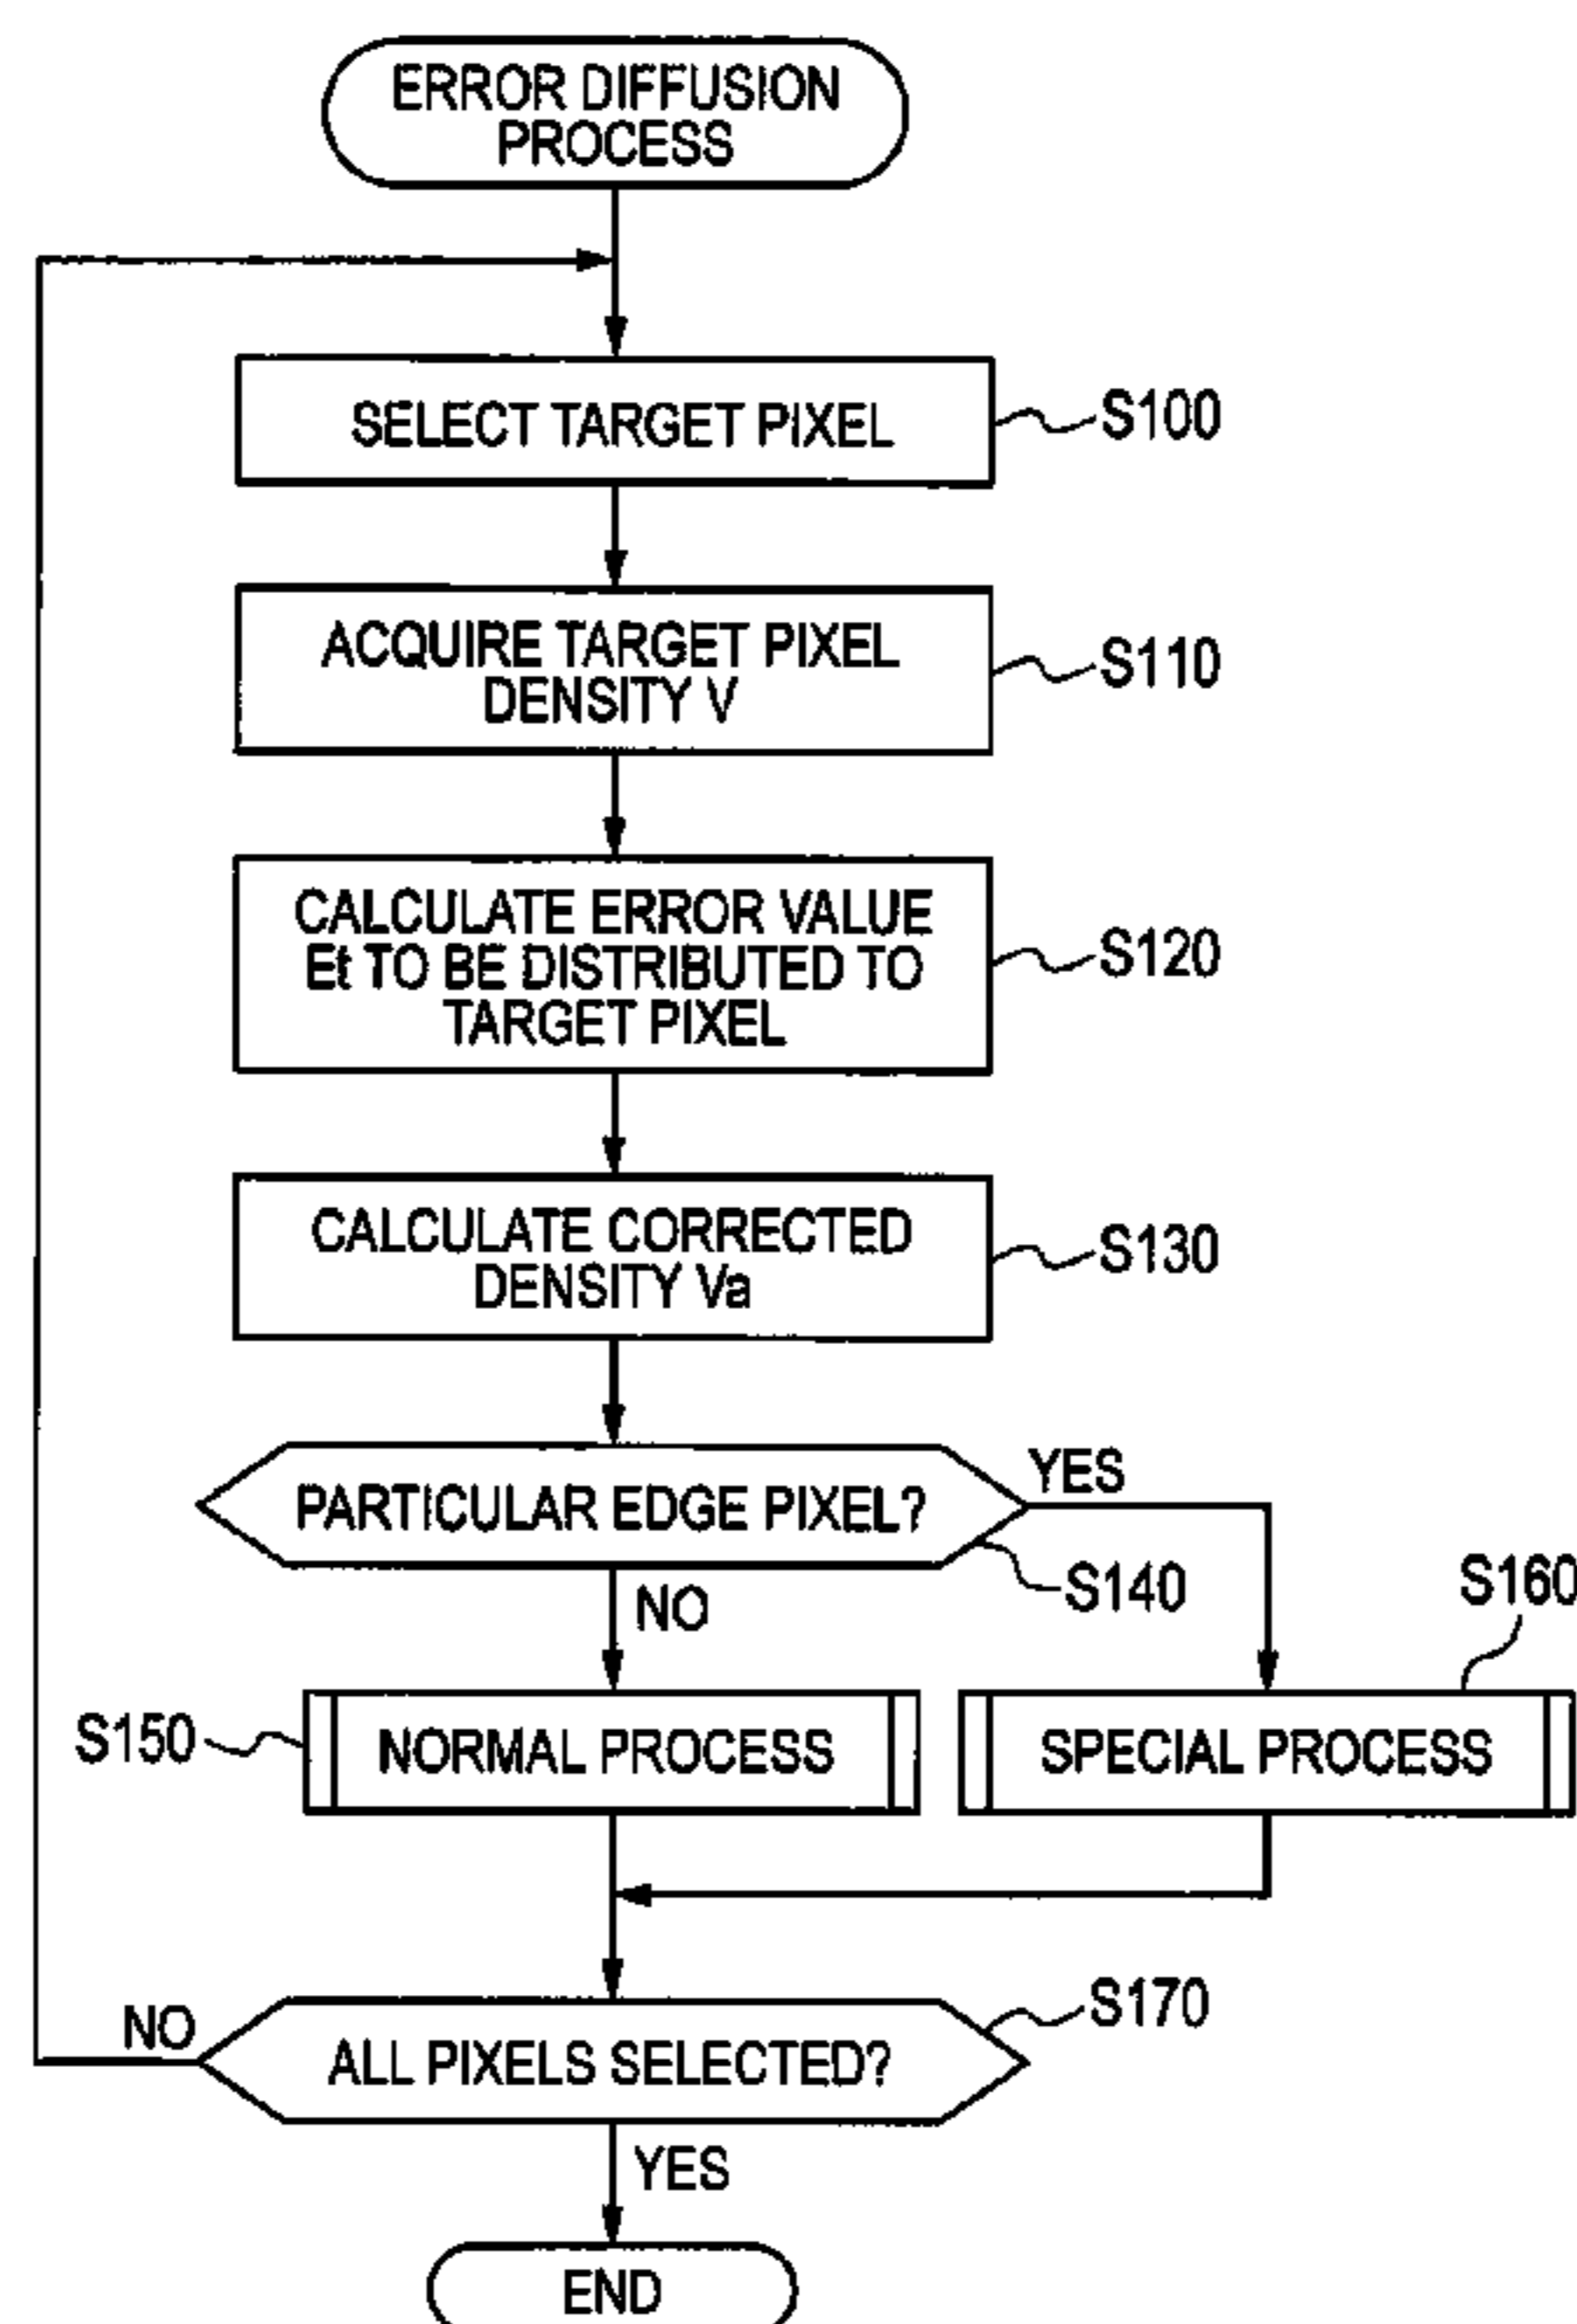 ERROR DIFFUSION
PROCESS
SELECT TARGET PIXEL
S100
ACQUIRE TARGET PIXEL
DENSITY V
S110
CALCULATE ERROR VALUE
Et TO BE DISTRIBUTED TO
TARGET PIXEL
S120
CALCULATE CORRECTED
DENSITY Va
S130
PARTICULAR EDGE PIXEL?
YES
S140
NO
S160
S150
NORMAL PROCESS
SPECIAL PROCESS
S170
NO
ALL PIXELS SELECTED?
YES
END